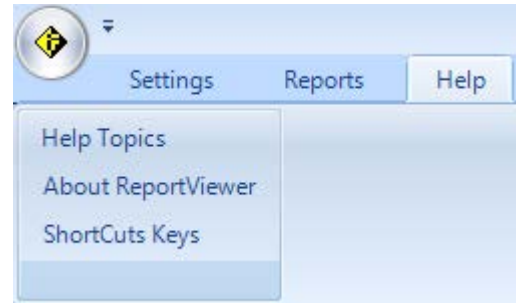 Settings Reports Help
Help Topics
About ReportViewer
ShortCuts Keys